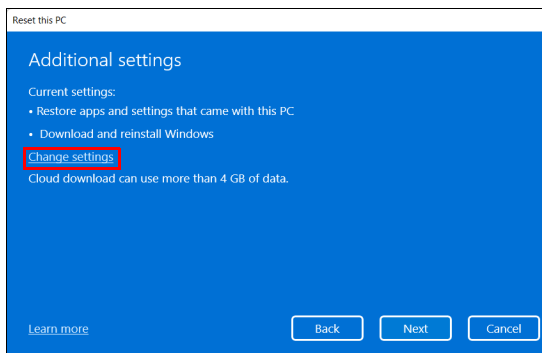 Reset this PC
Additional settings
Current settings:
• Restore apps and settings that came with this PC
• Download and reinstall Windows
Change settings
Cloud download can use more than 4 GB of data.
Learn more
Back
Next
Cancel